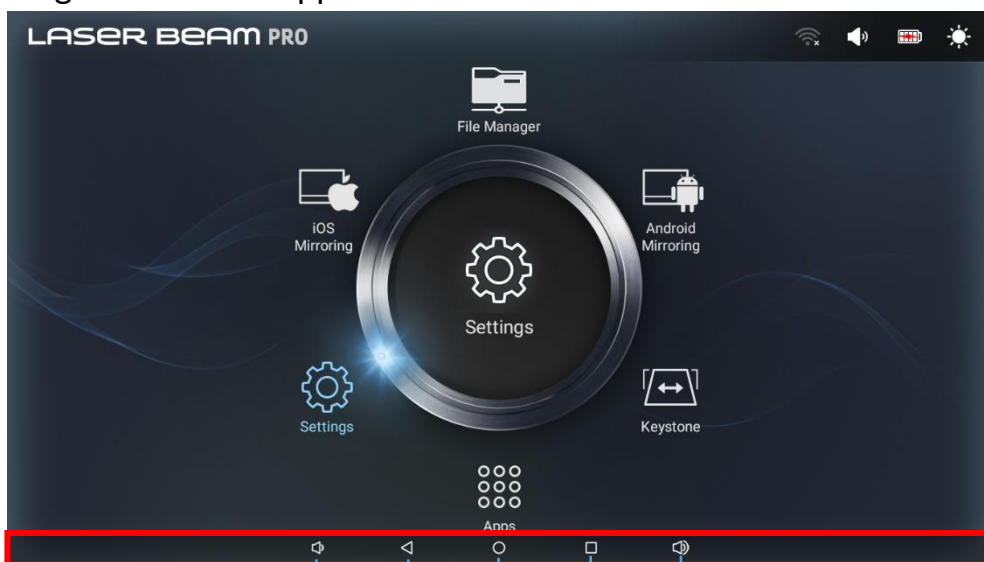 LASER BEAM PRO
File Manager
iOS
Mirroring
Android
Mirroring
Settings
Settings
Keystone
Apps